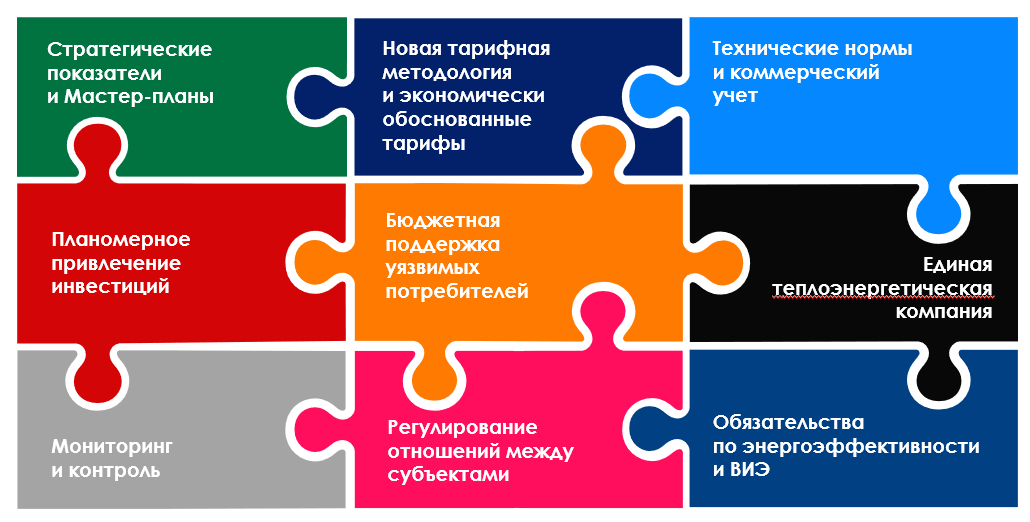 Стратегические
показатели
и Мастер-планы
Новая тарифная
методология
и экономически
обоснованные
тарифы
Технические нормы
и коммерческий
учет
Планомерное
привлечение
инвестиций
Бюджетная
поддержка
уязвимых
потребителей
Единая
теплоэнергетическая
компания
Мониторинг
и контроль
Регулирование
отношений между
субъектами
Обязательства
по энергоэффективности
и ВИЭ